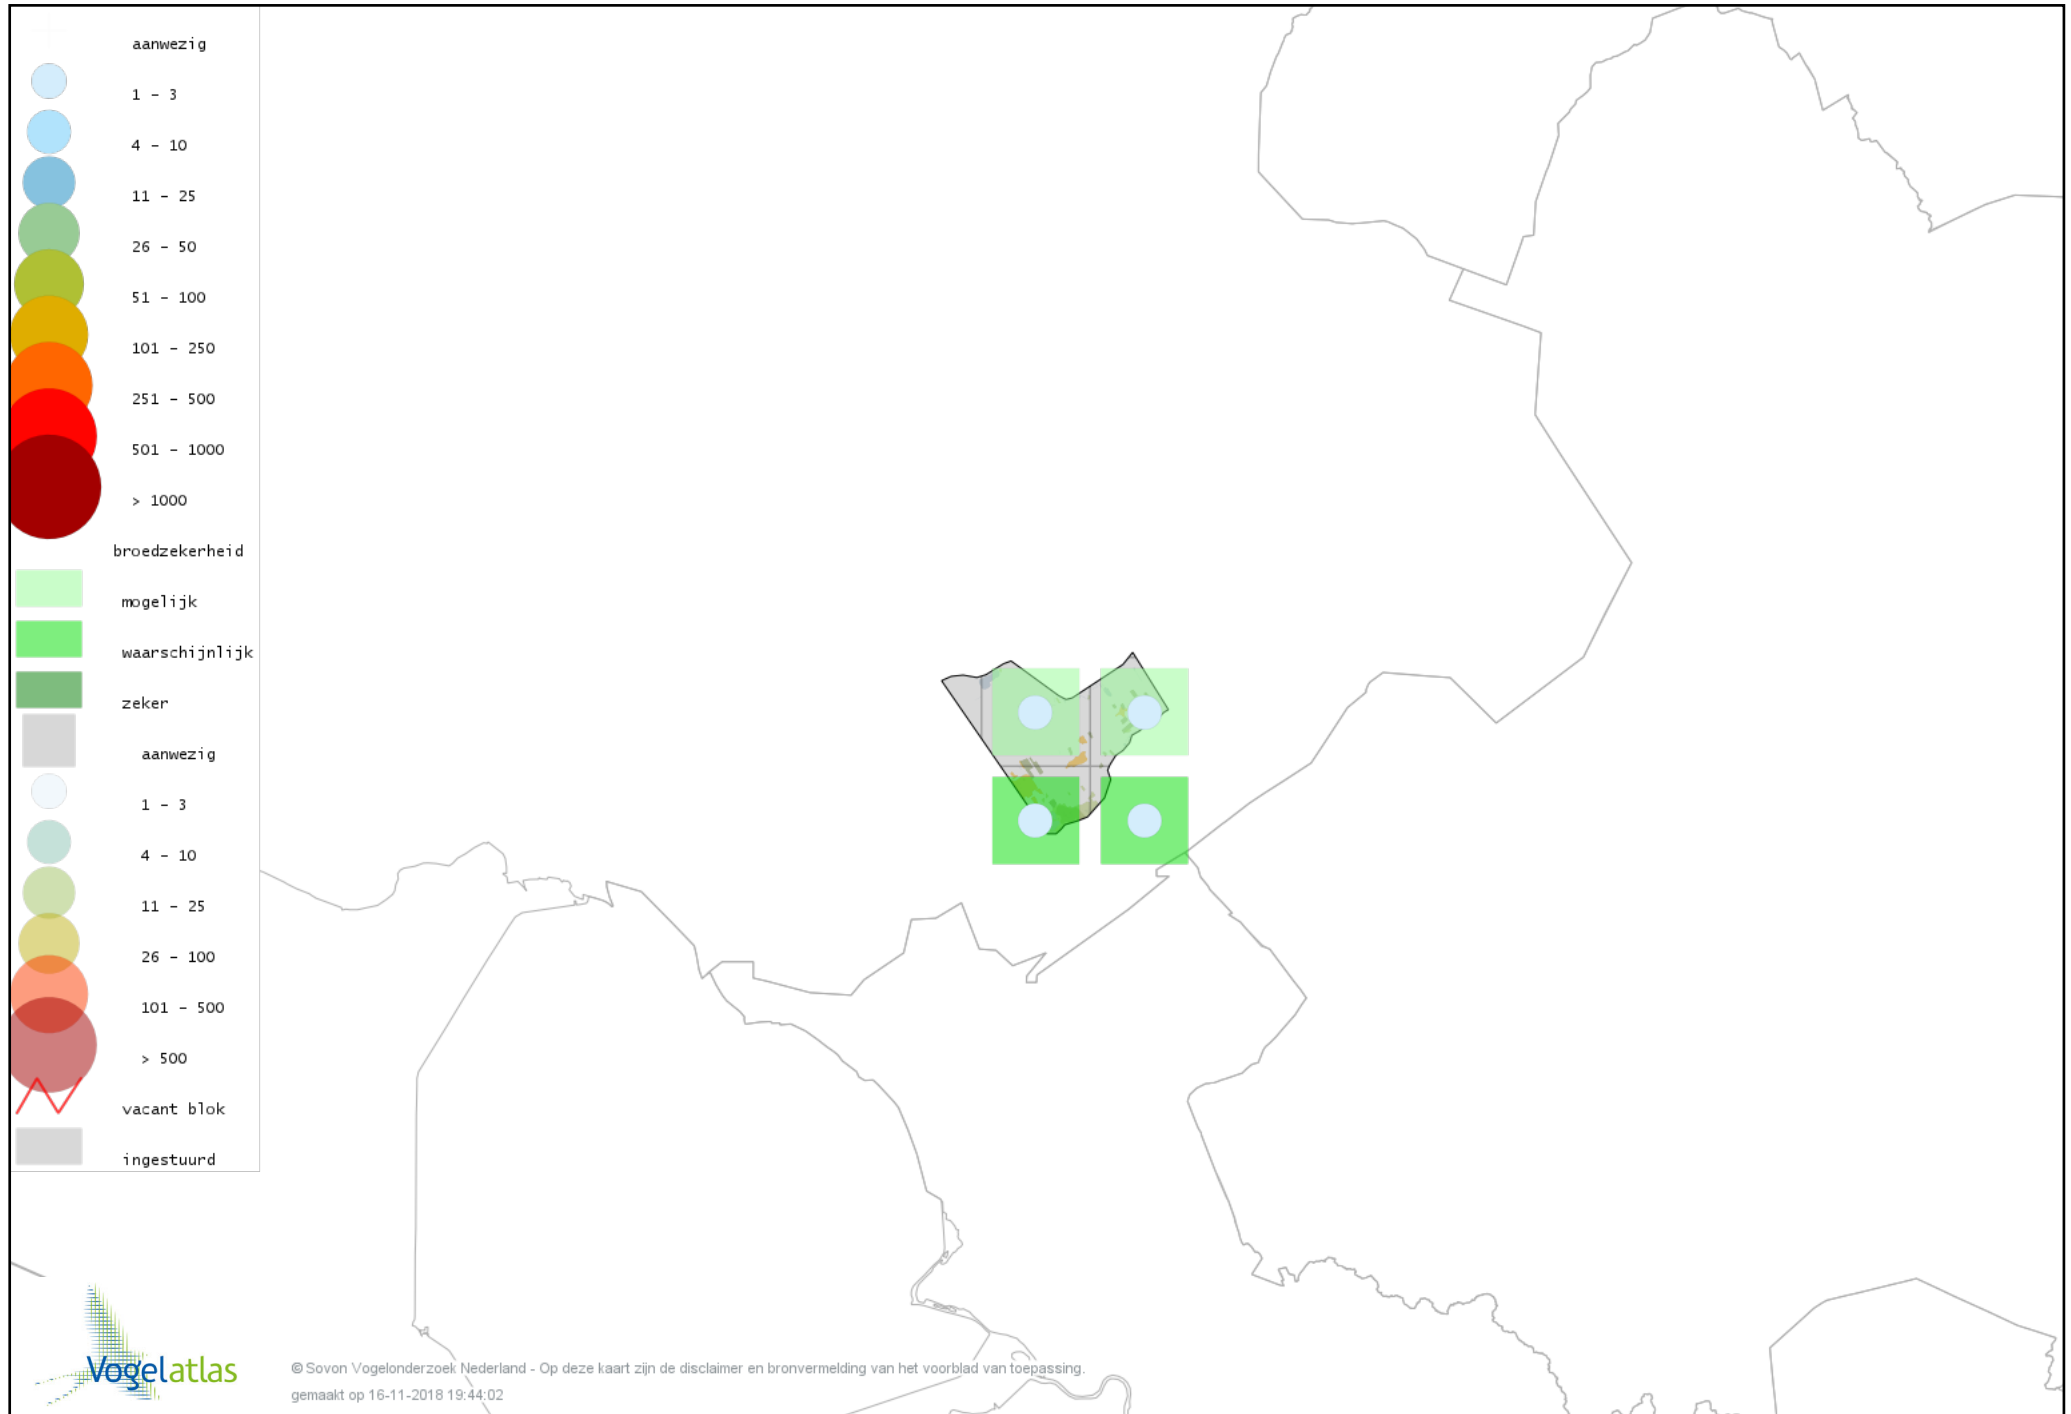 aanwezig
1 - 3
4 - 10
11 - 25
26 - 50
51 - 100
101 - 250
251 - 500
501 - 1000
> 1000
broedzekerheid
mogelijk
waarschijnlijk
zeker
aanwezig
1 - 3
4 - 10
11 - 25
26 - 100
101 - 500
> 500
vacant blok
ingestuurd
Vogelatlas
© Sovon Vogelonderzoek Nederland - Op deze kaart zijn de disclaimer en bronvermelding van het voorblad van toepassing.
gemaakt op 16-11-2018 19:44:02